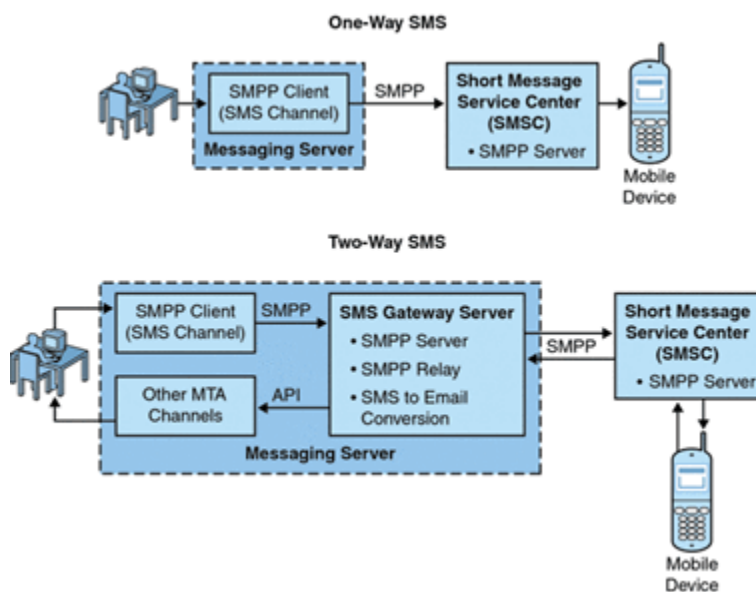 One-Way SMS
SMPP Client
(SMS Channel)
Messaging Server
SMPP
Short Message
Service Center
(SMSC)
• SMPP Server
Mobile
Device
Two-Way SMS
SMPP Client
(SMS Channel)
SMPP
Other MTA
Channels
API
SMS Gateway Server
• SMPP Server
• SMPP Relay
• SMS to Email
Conversion
Messaging Server
SMPP
Short Message
Service Center
(SMSC)
• SMPP Server
Mobile
Device